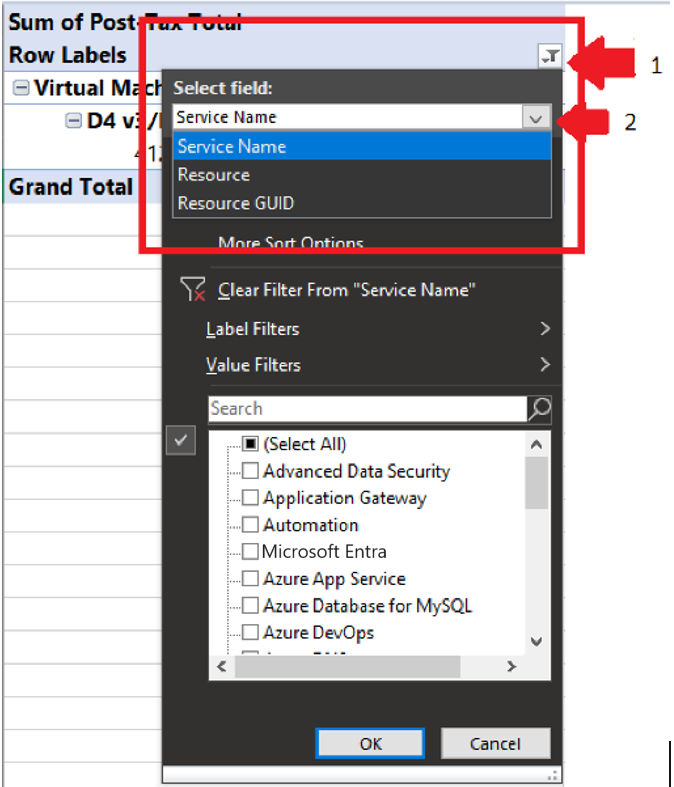 Sum of Post-Tax Total
Row Labels
1
Select field:
Virtual Mach
Service Name
2
D4 v3/
Service Name
412
Resource
Grand Total
Resource GUID
More Sort Options
Clear Filter From "Service Name"
Label Filters
Value Filters
Search
(Select All)
Advanced Data Security
Application Gateway
Automation
Microsoft Entra
Azure App Service
Azure Database for MySQL
Azure DevOps
OK
Cancel